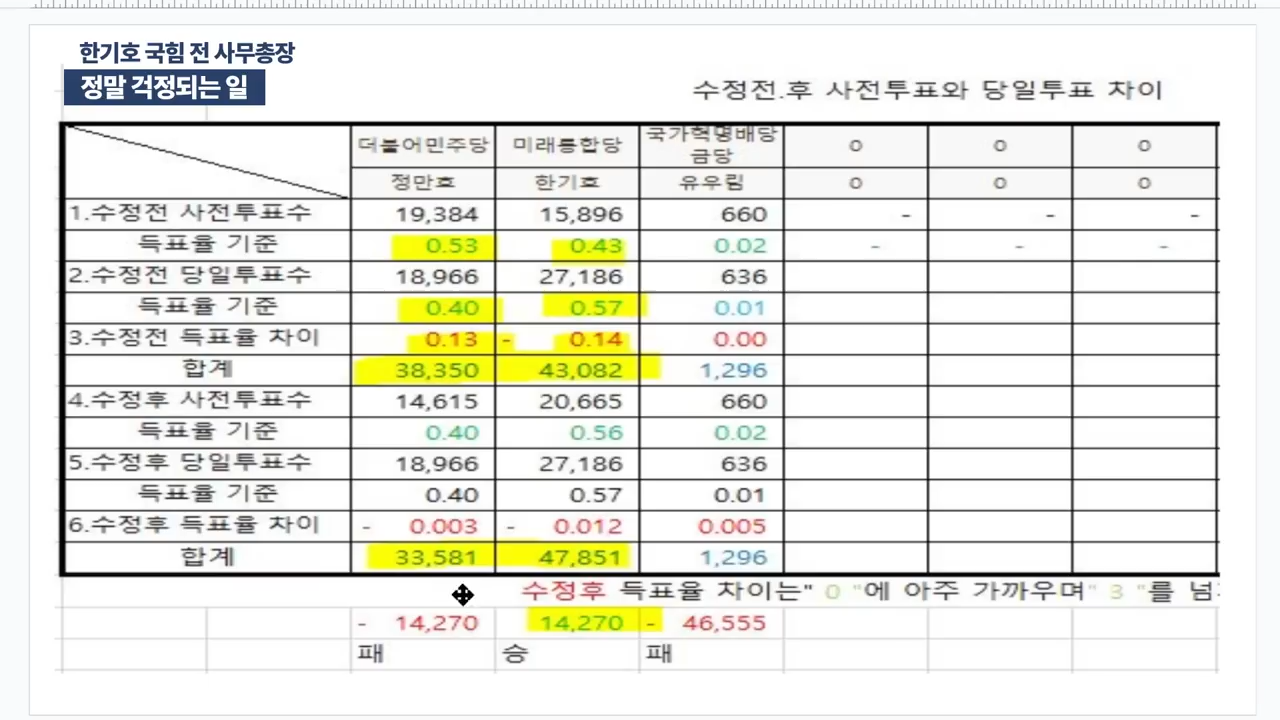 한기호 국힘 전 사무총장
정말 걱정되는 일
수정전.후 사전투표와 당일투표 차이
더불어민주당 미래통합당 국가혁명배당금당 0 0 0
정만호 한기호 유우림 0 0 0
1.수정전 사전투표수 19,384 15,896 660 - - -
득표율 기준 0.53 0.43 0.02 - - -
2.수정전 당일투표수 18,966 27,186 636
득표율 기준 0.40 0.57 0.01
3.수정전 득표율 차이 0.13 - 0.14 0.00
합계 38,350 43,082 1,296
4.수정후 사전투표수 14,615 20,665 660
득표율 기준 0.40 0.56 0.02
5.수정후 당일투표수 18,966 27,186 636
득표율 기준 0.40 0.57 0.01
6.수정후 득표율 차이 - 0.003 - 0.012 0.005
합계 33,581 47,851 1,296
수정후 득표율 차이는" 0 "에 아주 가까우며" 3 "를 넘
- 14,270 14,270 - 46,555
패 승 패